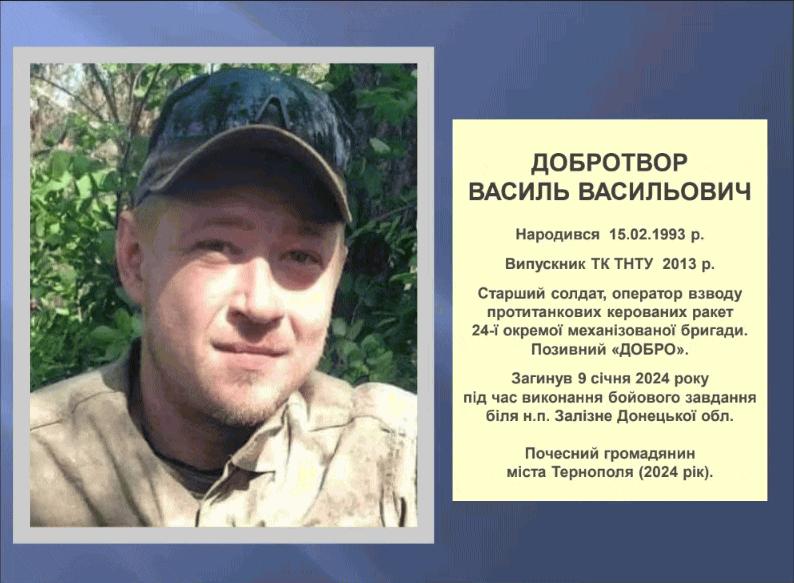 ДОБРОТВОР
ВАСИЛЬ ВАСИЛЬОВИЧ
Народився 15.02.1993 р.
Випускник ТК ТНТУ 2013 р.
Старший солдат, оператор взводу
протитанкових керованих ракет
24-ї окремої механізованої бригади.
Позивний «ДОБРО».
Загинув 9 січня 2024 року
під час виконання бойового завдання
біля н.п. Залізне Донецької обл.
Почесний громадянин
міста Тернополя (2024 рік).